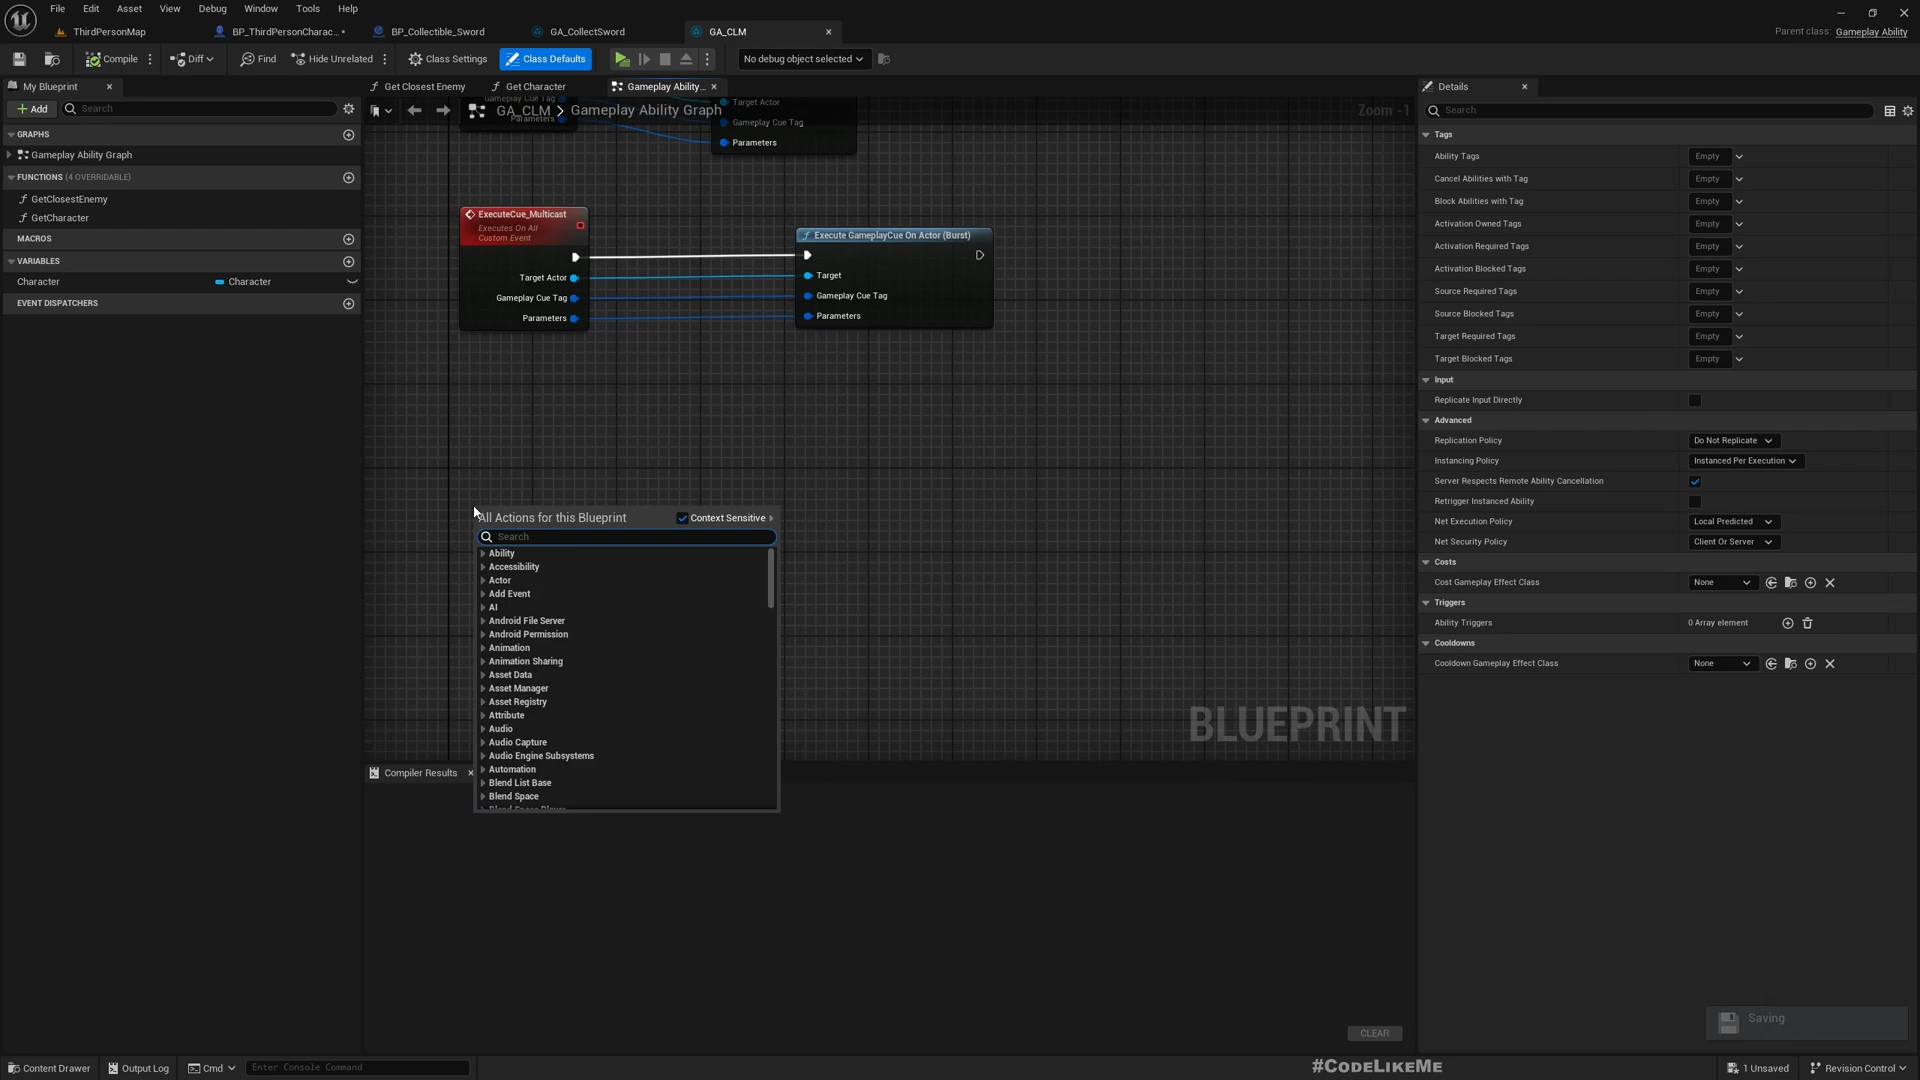 File Edit Asset View Debug Window Tools Help
ThirdPersonMap BP_ThirdPersonCharac...• BP_Collectible_Sword GA_CollectSword GA_CLM Parent class: Gameplay Ability
Compile Diff Find Hide Unrelated Class Settings Class Defaults No debug object selected
My Blueprint Get Closest Enemy Get Character Gameplay Ability... Details
Add Search GA_CLM > Gameplay Ability Graph Zoom -1 Search
GRAPHS
Gameplay Ability Graph
FUNCTIONS (4 OVERRIDABLE)
GetClosestEnemy
GetCharacter
MACROS
VARIABLES
Character Character
EVENT DISPATCHERS
Gameplay Cue Tag
Parameters
Target Actor
Gameplay Cue Tag
Parameters
ExecuteCue_Multicast
Executes On All
Custom Event
Target Actor
Gameplay Cue Tag
Parameters
Execute GameplayCue On Actor (Burst)
Target
Gameplay Cue Tag
Parameters
All Actions for this Blueprint Context Sensitive
Search
Ability
Accessibility
Actor
Add Event
AI
Android File Server
Android Permission
Animation
Animation Sharing
Asset Data
Asset Manager
Asset Registry
Attribute
Audio
Audio Capture
Audio Engine Subsystems
Automation
Blend List Base
Blend Space
Blend Space Player
BLUEPRINT
Compiler Results
CLEAR
Tags
Ability Tags Empty
Cancel Abilities with Tag Empty
Block Abilities with Tag Empty
Activation Owned Tags Empty
Activation Required Tags Empty
Activation Blocked Tags Empty
Source Required Tags Empty
Source Blocked Tags Empty
Target Required Tags Empty
Target Blocked Tags Empty
Input
Replicate Input Directly
Advanced
Replication Policy Do Not Replicate
Instancing Policy Instanced Per Execution
Server Respects Remote Ability Cancellation
Retrigger Instanced Ability
Net Execution Policy Local Predicted
Net Security Policy Client Or Server
Costs
Cost Gameplay Effect Class None
Triggers
Ability Triggers 0 Array element
Cooldowns
Cooldown Gameplay Effect Class None
Saving
Content Drawer Output Log Cmd Enter Console Command #CODELIKEME 1 Unsaved Revision Control